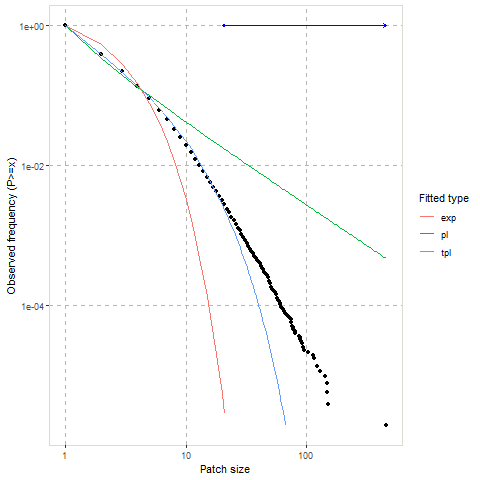 1e+00
1e-02
1e-04
Observed frequency (P>=x)
1
10
100
Patch size
Fitted type
exp
pl
tpl